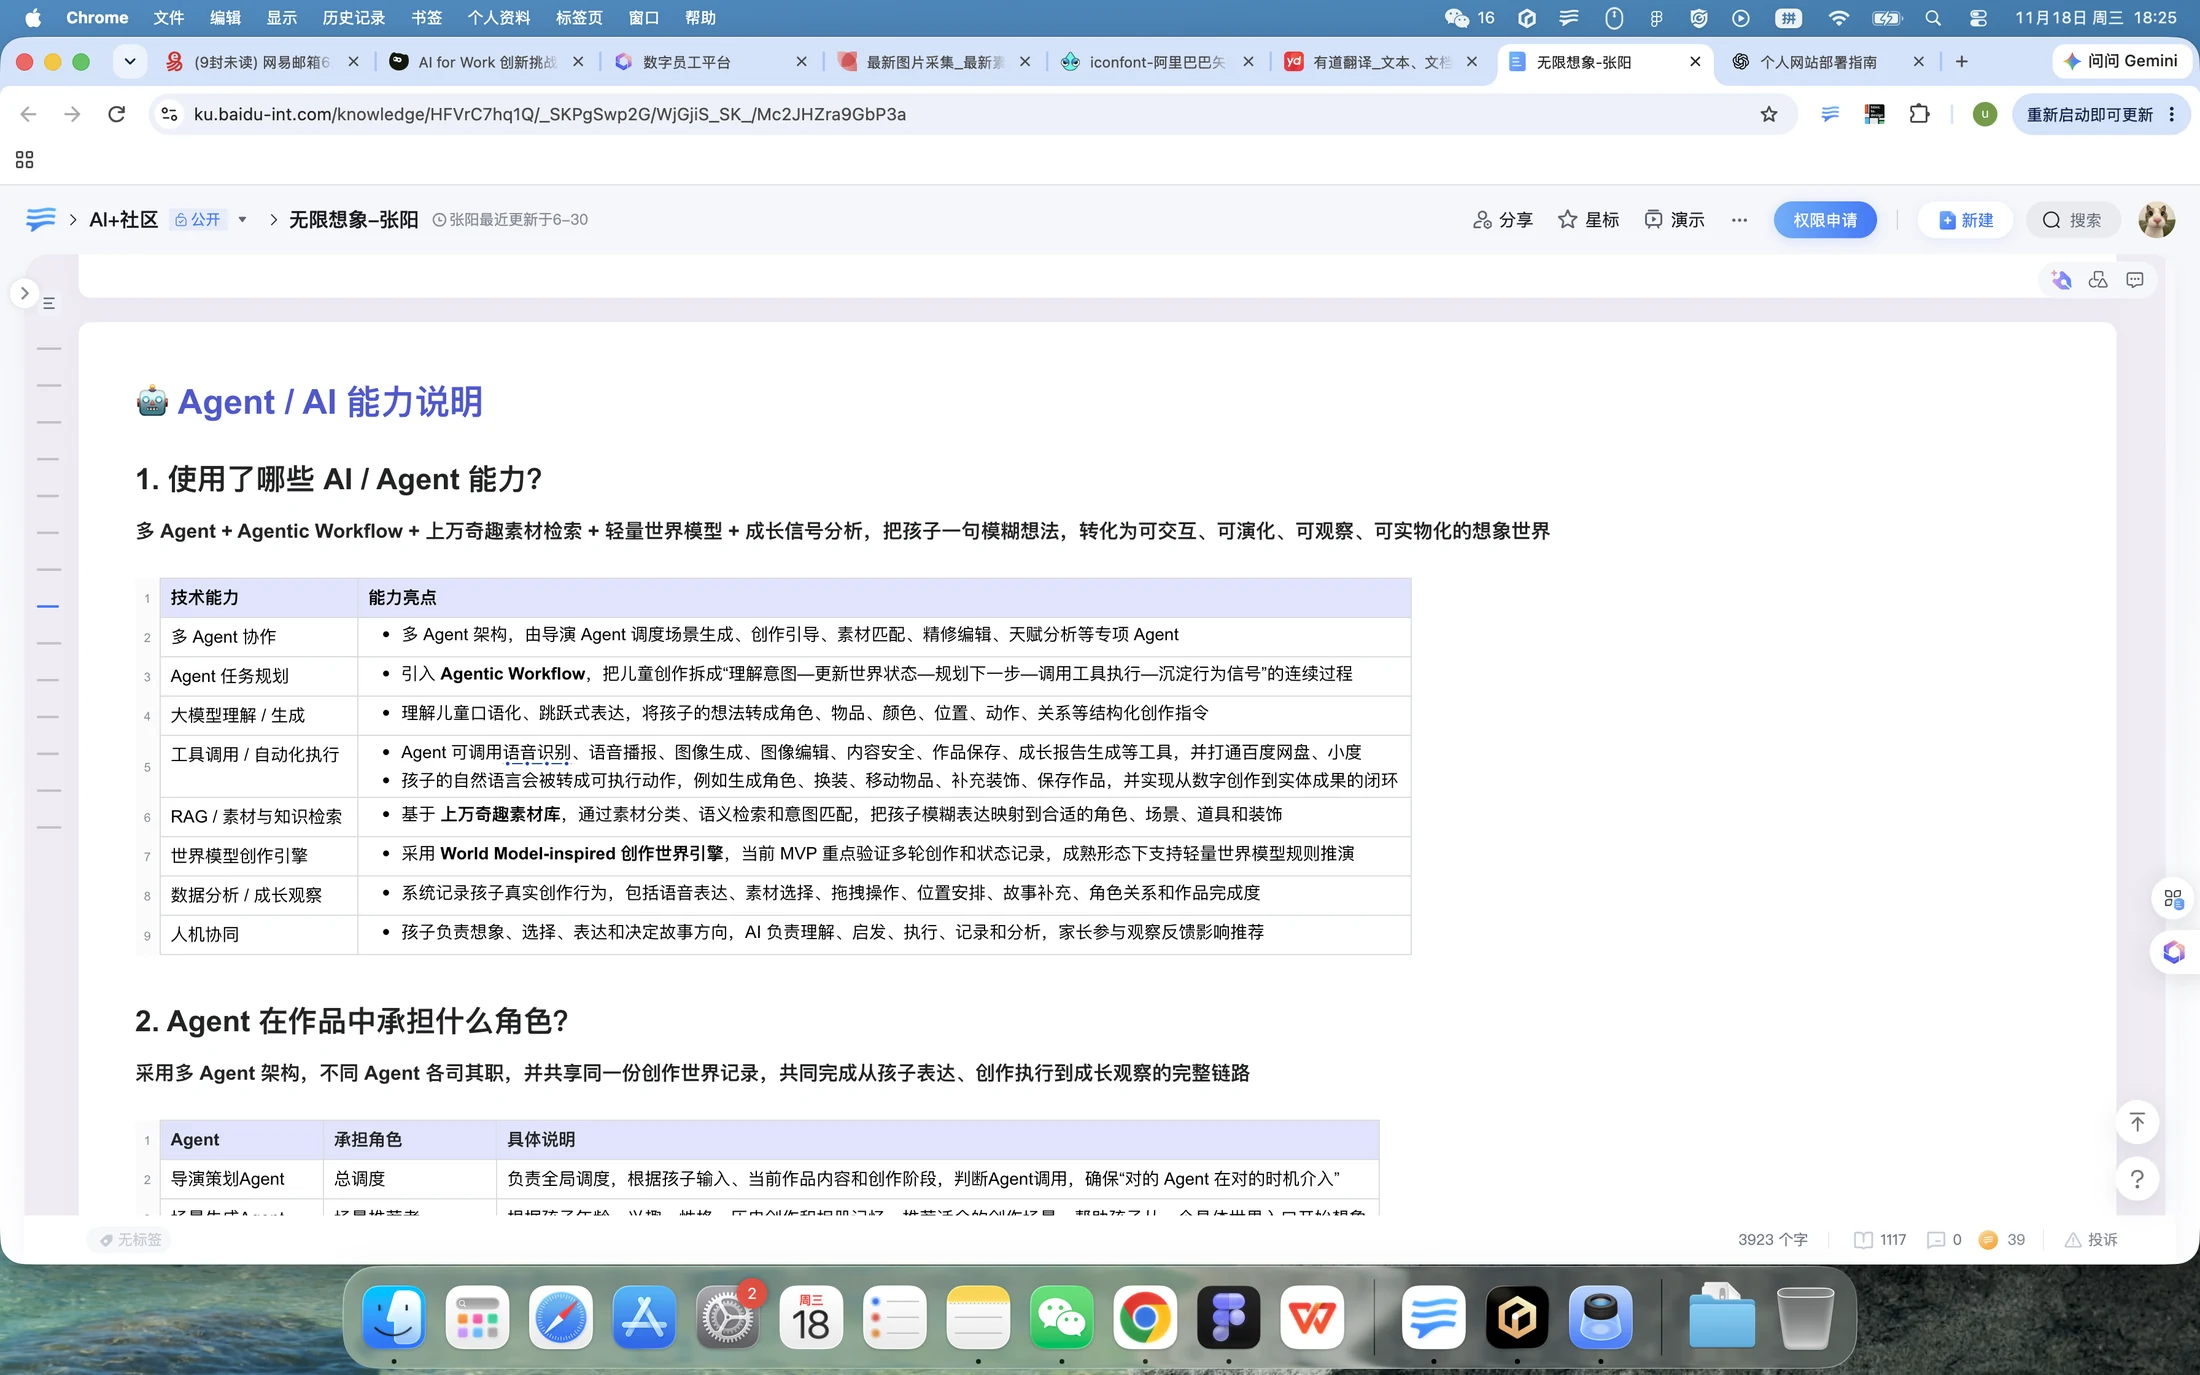 Chrome 文件 编辑 显示 历史记录 书签 个人资料 标签页 窗口 帮助 16 拼 11月18日 周三 18:25
(9封未读) 网易邮箱6 AI for Work 创新挑战 数字员工平台 最新图片采集_最新素 iconfont-阿里巴巴矢 yd 有道翻译_文本、文档 无限想象-张阳 个人网站部署指南 问问 Gemini
ku.baidu-int.com/knowledge/HFVrC7hq1Q/_SKPgSwp2G/WjGjiS_SK_/Mc2JHZra9GbP3a u 重新启动即可更新
AI+社区 公开 无限想象–张阳 张阳最近更新于6–30 分享 星标 演示 权限申请 新建 搜索
Agent / AI 能力说明
1. 使用了哪些 AI / Agent 能力?
多 Agent + Agentic Workflow + 上万奇趣素材检索 + 轻量世界模型 + 成长信号分析，把孩子一句模糊想法，转化为可交互、可演化、可观察、可实物化的想象世界
1 技术能力 能力亮点
2 多 Agent 协作 • 多 Agent 架构，由导演 Agent 调度场景生成、创作引导、素材匹配、精修编辑、天赋分析等专项 Agent
3 Agent 任务规划 • 引入 Agentic Workflow，把儿童创作拆成“理解意图—更新世界状态—规划下一步—调用工具执行—沉淀行为信号”的连续过程
4 大模型理解 / 生成 • 理解儿童口语化、跳跃式表达，将孩子的想法转成角色、物品、颜色、位置、动作、关系等结构化创作指令
5 工具调用 / 自动化执行 • Agent 可调用语音识别、语音播报、图像生成、图像编辑、内容安全、作品保存、成长报告生成等工具，并打通百度网盘、小度
• 孩子的自然语言会被转成可执行动作，例如生成角色、换装、移动物品、补充装饰、保存作品，并实现从数字创作到实体成果的闭环
6 RAG / 素材与知识检索 • 基于 上万奇趣素材库，通过素材分类、语义检索和意图匹配，把孩子模糊表达映射到合适的角色、场景、道具和装饰
7 世界模型创作引擎 • 采用 World Model-inspired 创作世界引擎，当前 MVP 重点验证多轮创作和状态记录，成熟形态下支持轻量世界模型规则推演
8 数据分析 / 成长观察 • 系统记录孩子真实创作行为，包括语音表达、素材选择、拖拽操作、位置安排、故事补充、角色关系和作品完成度
9 人机协同 • 孩子负责想象、选择、表达和决定故事方向，AI 负责理解、启发、执行、记录和分析，家长参与观察反馈影响推荐
2. Agent 在作品中承担什么角色?
采用多 Agent 架构，不同 Agent 各司其职，并共享同一份创作世界记录，共同完成从孩子表达、创作执行到成长观察的完整链路
1 Agent 承担角色 具体说明
2 导演策划Agent 总调度 负责全局调度，根据孩子输入、当前作品内容和创作阶段，判断Agent调用，确保“对的 Agent 在对的时机介入”
无标签 3923 个字 1117 0 39 投诉
2 周三 18